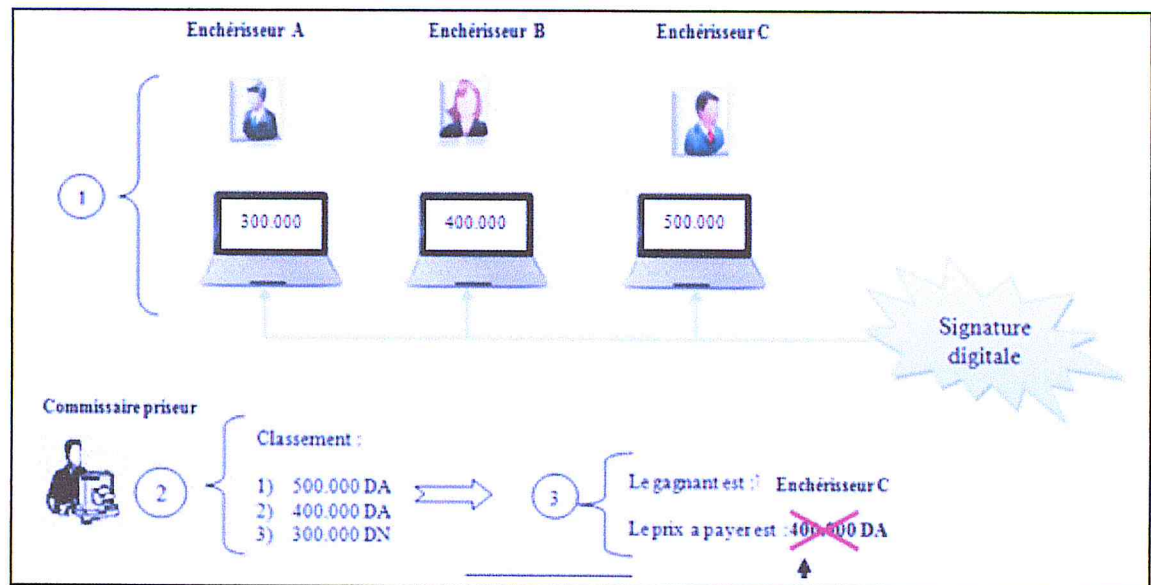 Enchérisseur A Enchérisseur B Enchérisseur C
1
300.000 400.000 500.000
Signature
digitale
Commissaire priseur
2
Classement :
1) 500.000 DA
2) 400.000 DA
3) 300.000 DN
3
Le gagnant est : Enchérisseur C
Le prix a payer est : 400.000 DA